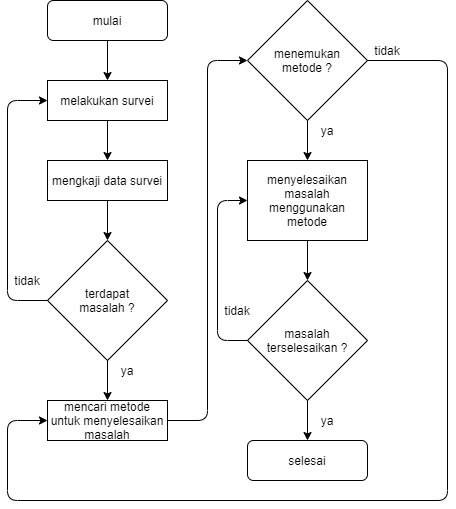 mulai
melakukan survei
mengkaji data survei
terdapat
masalah ?
tidak
ya
mencari metode
untuk menyelesaikan
masalah
menemukan
metode ?
tidak
ya
menyelesaikan
masalah
menggunakan
metode
tidak
masalah
terselesaikan ?
ya
selesai